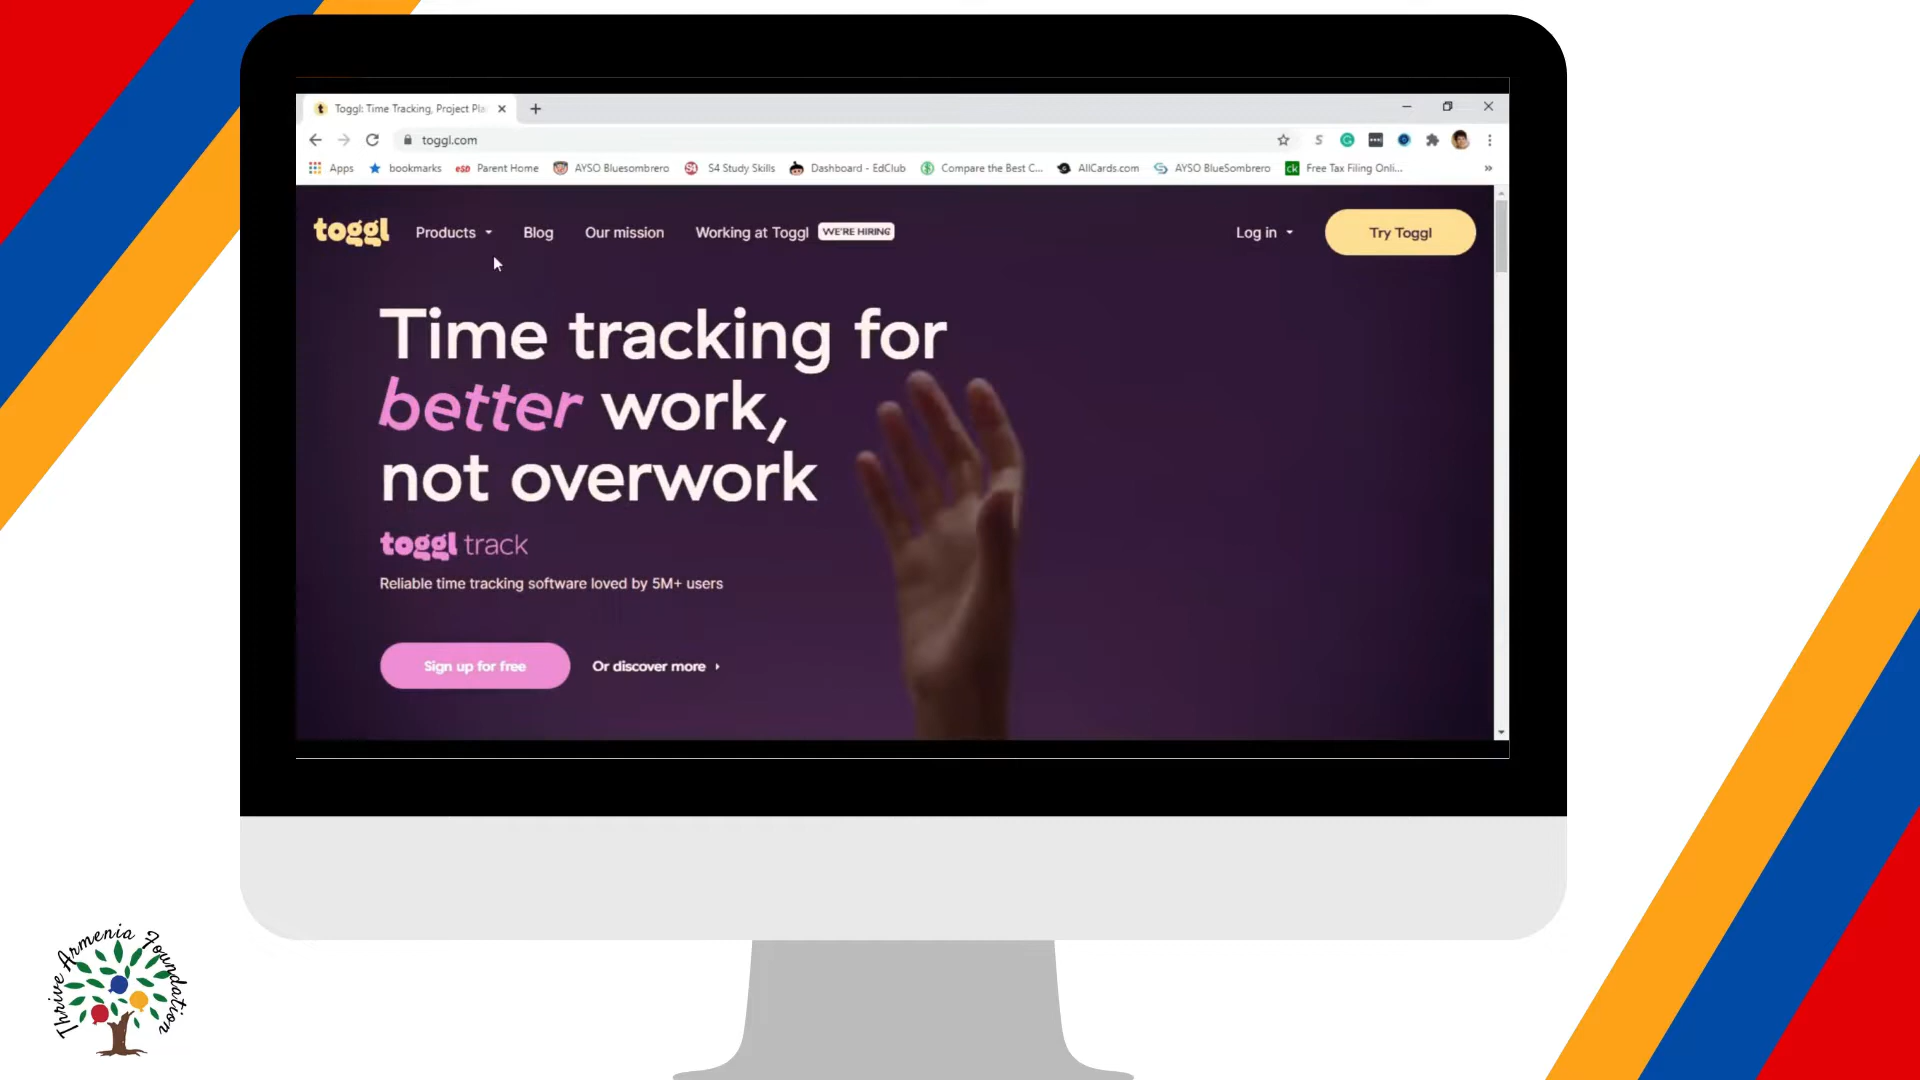 Toggl: Time Tracking, Project Pla
toggl.com
Apps bookmarks esd Parent Home AYSO Bluesombrero S4 S4 Study Skills Dashboard - EdClub Compare the Best C... AllCards.com AYSO BlueSombrero ck Free Tax Filing Onli... »
toggl Products Blog Our mission Working at Toggl WE'RE HIRING Log in Try Toggl
Time tracking for
better work,
not overwork
toggl track
Reliable time tracking software loved by 5M+ users
Sign up for free Or discover more
Thrive Armenia Foundation